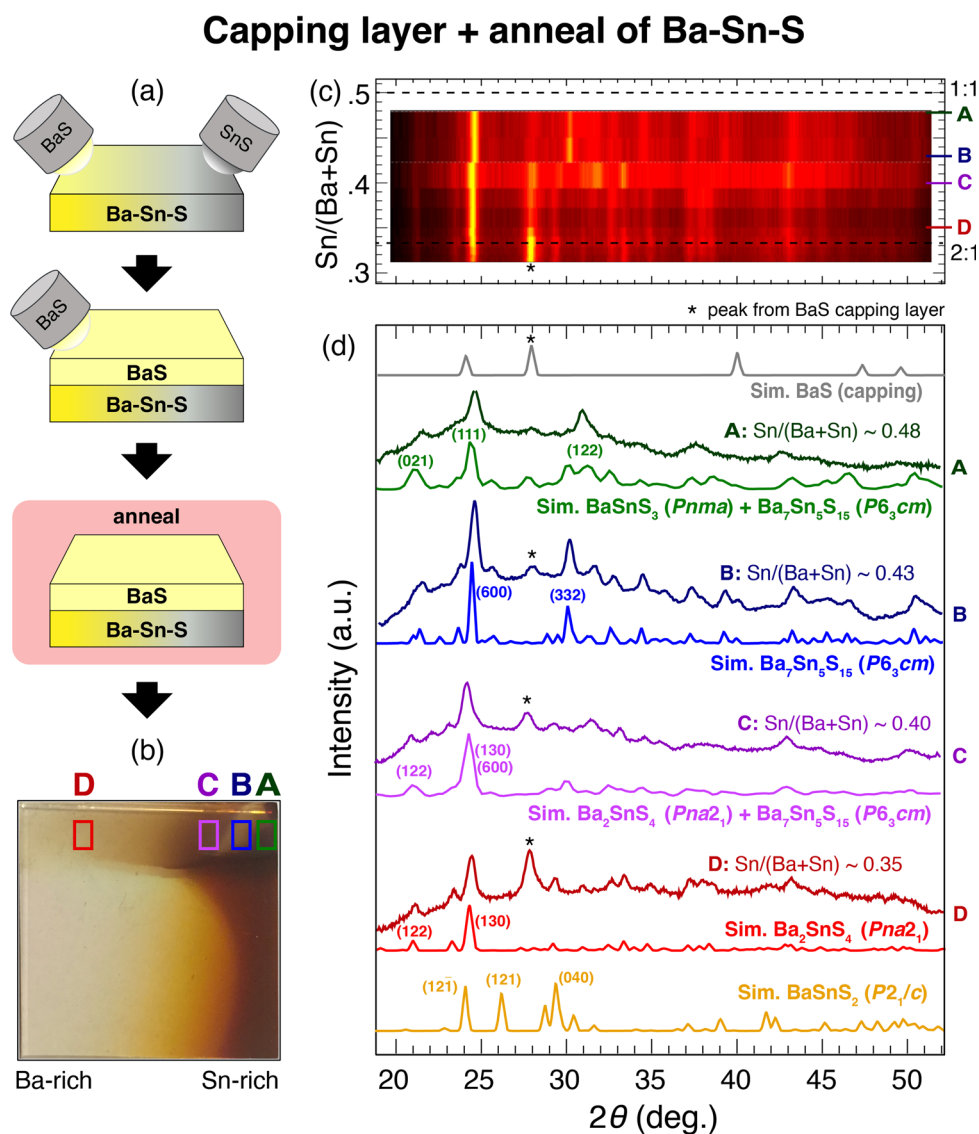 Capping layer + anneal of Ba-Sn-S
(a)
BaS
SnS
Ba-Sn-S
BaS
BaS
Ba-Sn-S
anneal
BaS
Ba-Sn-S
(b)
D
C
B
A
Ba-rich
Sn-rich
(c)
Sn/(Ba+Sn)
.5
.4
.3
1:1
A
B
C
D
2:1
*
* peak from BaS capping layer
(d)
Intensity (a.u.)
*
Sim. BaS (capping)
A: Sn/(Ba+Sn) ~ 0.48
(021)
(111)
(122)
A
Sim. BaSnS₃ (Pnma) + Ba₇Sn₅S₁₅ (P6₃cm)
*
B: Sn/(Ba+Sn) ~ 0.43
(600)
(332)
B
Sim. Ba₇Sn₅S₁₅ (P6₃cm)
*
C: Sn/(Ba+Sn) ~ 0.40
(122)
(130)
(600)
C
Sim. Ba₂SnS₄ (Pna2₁) + Ba₇Sn₅S₁₅ (P6₃cm)
*
D: Sn/(Ba+Sn) ~ 0.35
(122)
(130)
D
Sim. Ba₂SnS₄ (Pna2₁)
(121̄)
(121)
(040)
Sim. BaSnS₂ (P2₁/c)
20 25 30 35 40 45 50
2θ (deg.)